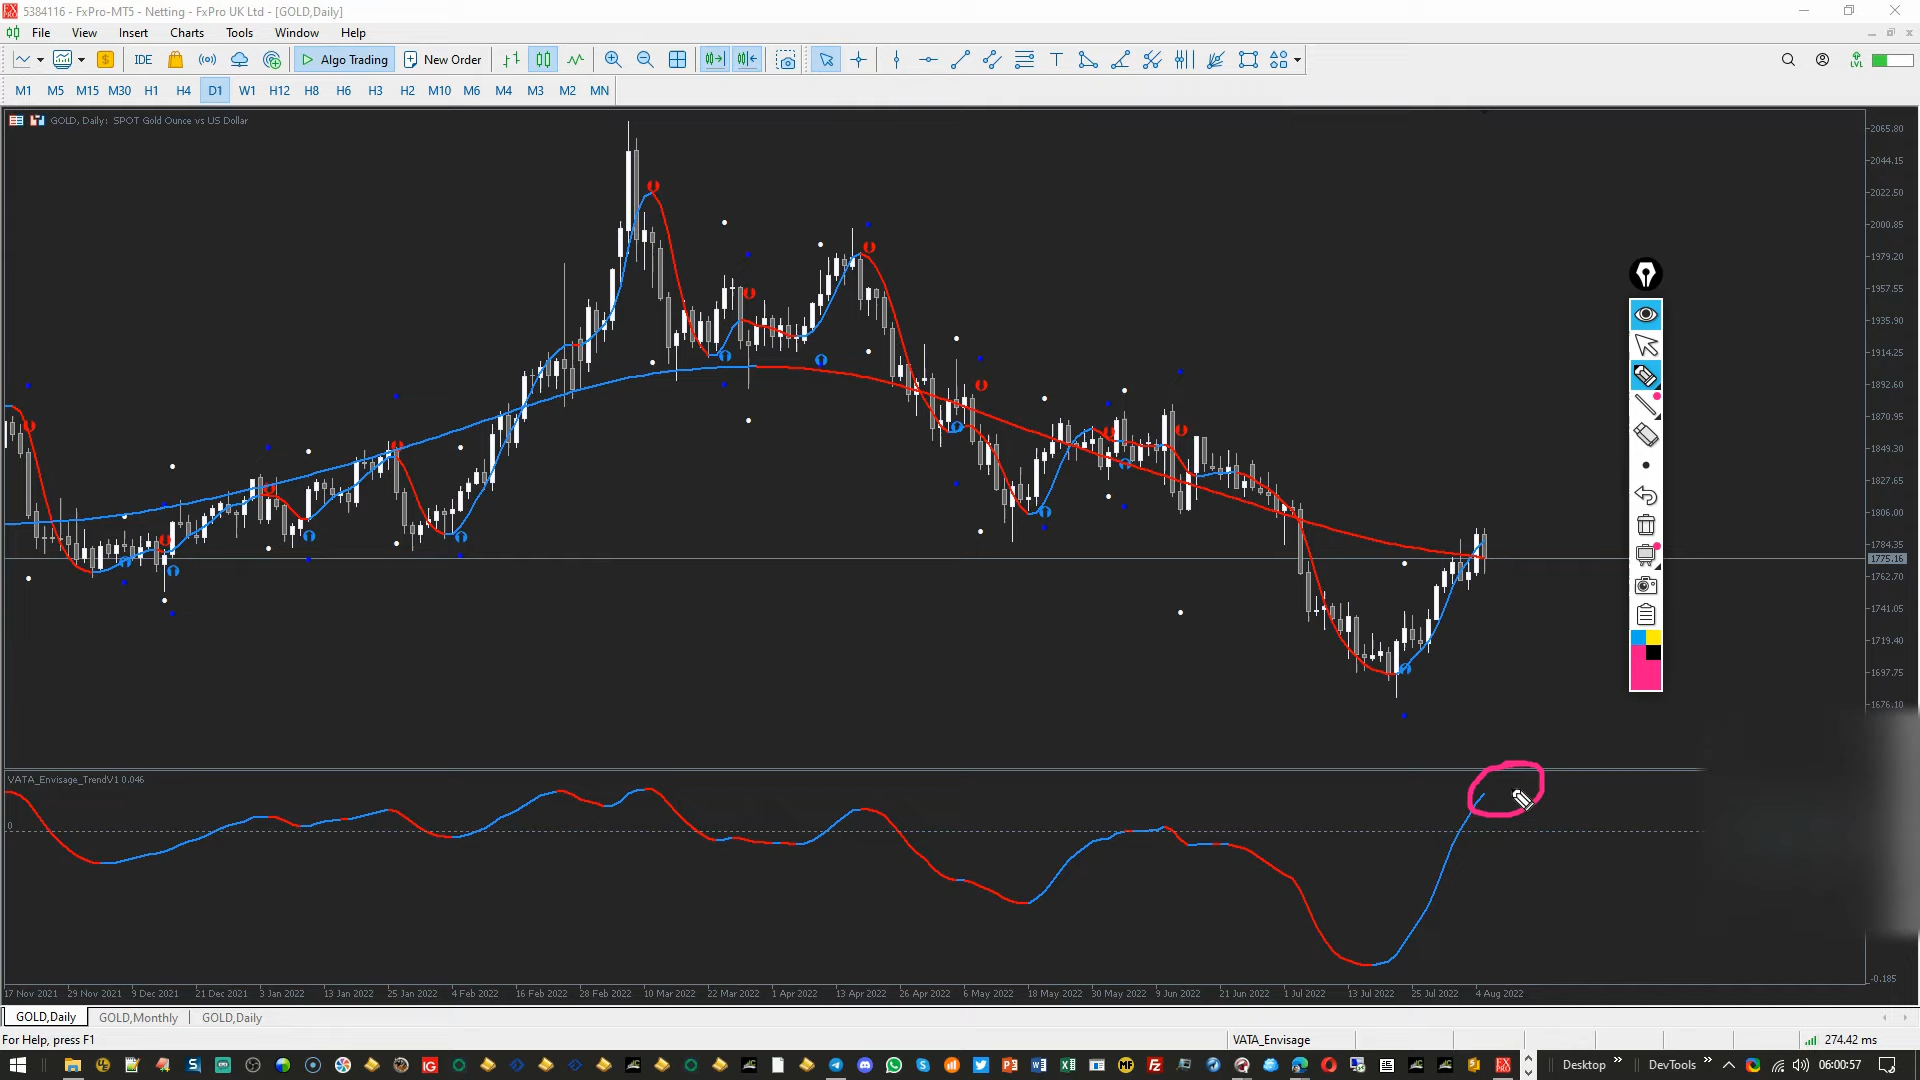 5384116 - FxPro-MT5 - Netting - FxPro UK Ltd - [GOLD,Daily]
File View Insert Charts Tools Window Help
IDE Algo Trading New Order
M1 M5 M15 M30 H1 H4 D1 W1 H12 H8 H6 H3 H2 M10 M6 M4 M3 M2 MN
GOLD, Daily: SPOT Gold Ounce vs US Dollar
2065.80
2044.15
2022.50
2000.85
1979.20
1957.55
1935.90
1914.25
1892.60
1870.95
1849.30
1827.65
1806.00
1784.35
1775.16
1762.70
1741.05
1719.40
1697.75
1676.10
VATA_Envisage_TrendV1 0.046
0
-0.185
17 Nov 2021 29 Nov 2021 9 Dec 2021 21 Dec 2021 3 Jan 2022 13 Jan 2022 25 Jan 2022 4 Feb 2022 16 Feb 2022 28 Feb 2022 10 Mar 2022 22 Mar 2022 1 Apr 2022 13 Apr 2022 26 Apr 2022 6 May 2022 18 May 2022 30 May 2022 9 Jun 2022 21 Jun 2022 1 Jul 2022 13 Jul 2022 25 Jul 2022 4 Aug 2022
GOLD,Daily GOLD,Monthly GOLD,Daily
For Help, press F1 VATA_Envisage 274.42 ms
Desktop DevTools 06:00:57